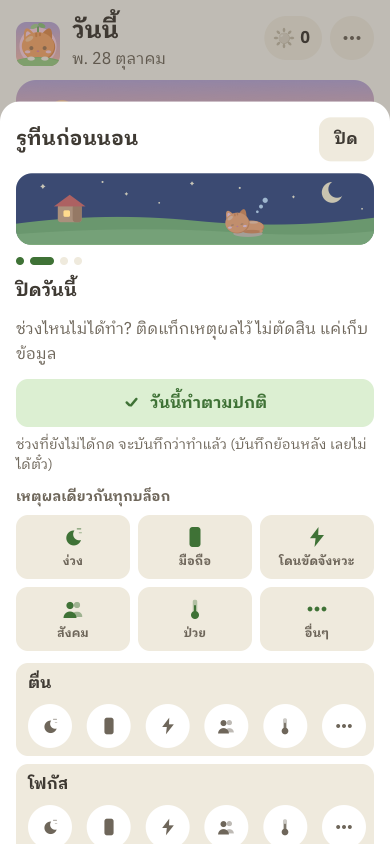 วันนี้
พ. 28 ตุลาคม
0
รูทีนก่อนนอน
ปิด
ปิดวันนี้
ช่วงไหนไม่ได้ทำ? ติดแท็กเหตุผลไว้ ไม่ตัดสิน แค่เก็บ
ข้อมูล
วันนี้ทำตามปกติ
ช่วงที่ยังไม่ได้กด จะบันทึกว่าทำแล้ว (บันทึกย้อนหลัง เลยไม่
ได้ตั๋ว)
เหตุผลเดียวกันทุกบล็อก
ง่วง
มือถือ
โดนขัดจังหวะ
สังคม
ป่วย
อื่นๆ
ตื่น
โฟกัส